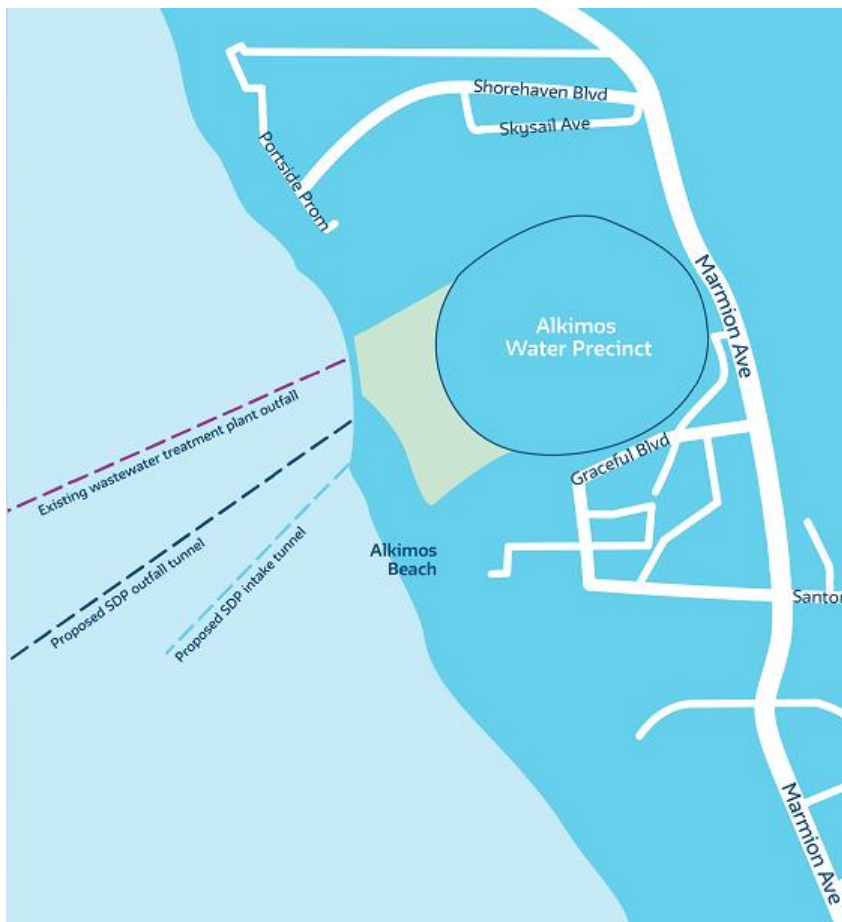 Shorehaven Blvd
Skysail Ave
Portside Prom
Marmion Ave
Alkimos
Water Precinct
Existing wastewater treatment plant outfall
Graceful Blvd
Proposed SDP outfall tunnel
Proposed SDP intake tunnel
Alkimos
Beach
Santor
Marmion Ave